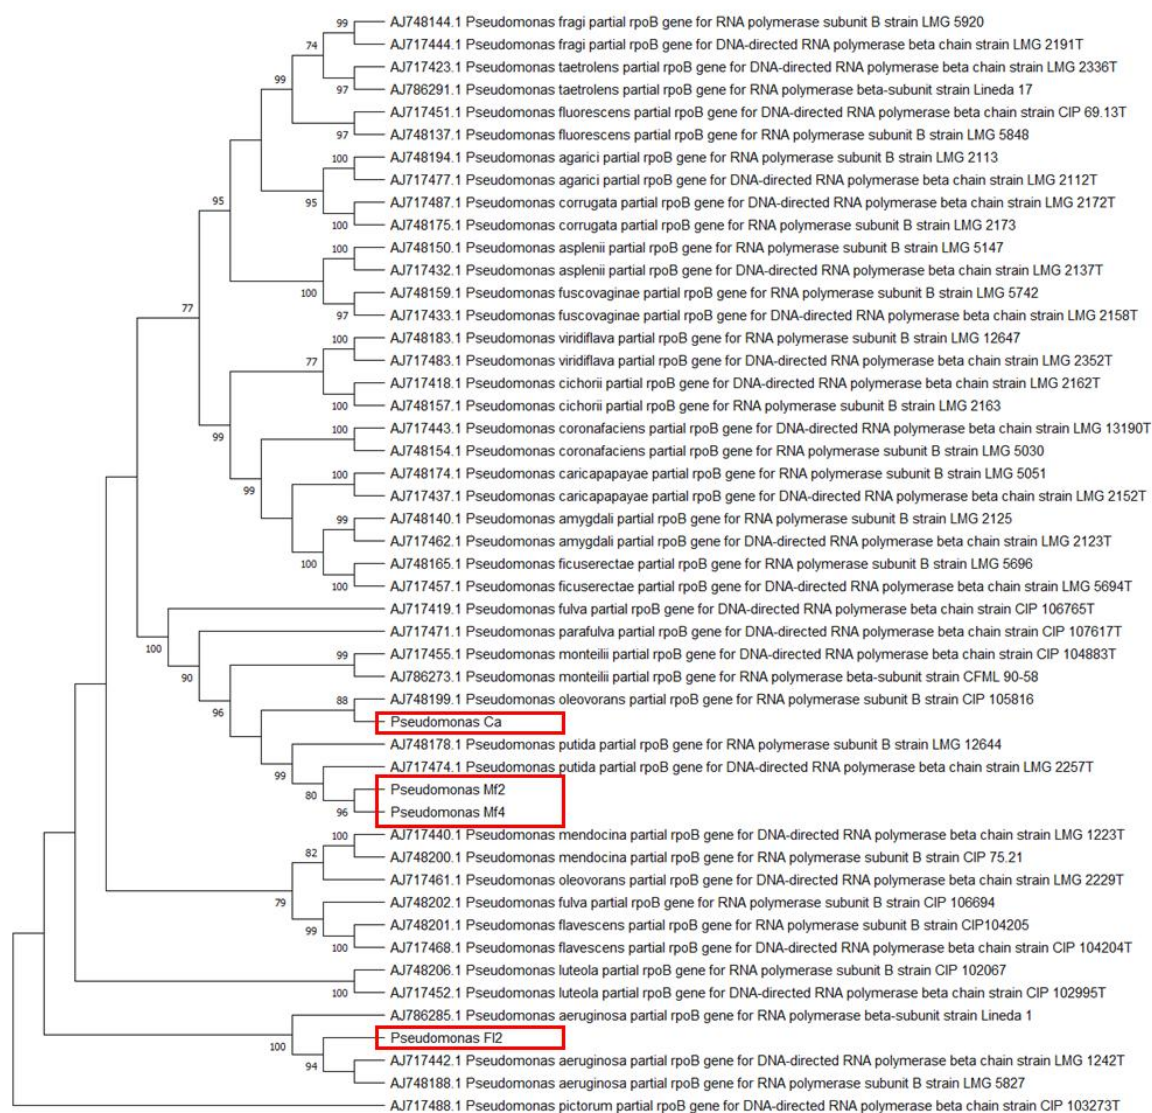 99
AJ748144.1 Pseudomonas fragi partial rpoB gene for RNA polymerase subunit B strain LMG 5920
74
AJ717444.1 Pseudomonas fragi partial rpoB gene for DNA-directed RNA polymerase beta chain strain LMG 2191T
AJ717423.1 Pseudomonas taetrolens partial rpoB gene for DNA-directed RNA polymerase beta chain strain LMG 2336T
99
97
AJ786291.1 Pseudomonas taetrolens partial rpoB gene for RNA polymerase beta-subunit strain Lineda 17
AJ717451.1 Pseudomonas fluorescens partial rpoB gene for DNA-directed RNA polymerase beta chain strain CIP 69.13T
97
AJ748137.1 Pseudomonas fluorescens partial rpoB gene for RNA polymerase subunit B strain LMG 5848
100
AJ748194.1 Pseudomonas agarici partial rpoB gene for RNA polymerase subunit B strain LMG 2113
AJ717477.1 Pseudomonas agarici partial rpoB gene for DNA-directed RNA polymerase beta chain strain LMG 2112T
95
95
AJ717487.1 Pseudomonas corrugata partial rpoB gene for DNA-directed RNA polymerase beta chain strain LMG 2172T
100
AJ748175.1 Pseudomonas corrugata partial rpoB gene for RNA polymerase subunit B strain LMG 2173
100
AJ748150.1 Pseudomonas asplenii partial rpoB gene for RNA polymerase subunit B strain LMG 5147
AJ717432.1 Pseudomonas asplenii partial rpoB gene for DNA-directed RNA polymerase beta chain strain LMG 2137T
100
AJ748159.1 Pseudomonas fuscovaginae partial rpoB gene for RNA polymerase subunit B strain LMG 5742
77
97
AJ717433.1 Pseudomonas fuscovaginae partial rpoB gene for DNA-directed RNA polymerase beta chain strain LMG 2158T
100
AJ748183.1 Pseudomonas viridiflava partial rpoB gene for RNA polymerase subunit B strain LMG 12647
77
AJ717483.1 Pseudomonas viridiflava partial rpoB gene for DNA-directed RNA polymerase beta chain strain LMG 2352T
AJ717418.1 Pseudomonas cichorii partial rpoB gene for DNA-directed RNA polymerase beta chain strain LMG 2162T
100
AJ748157.1 Pseudomonas cichorii partial rpoB gene for RNA polymerase subunit B strain LMG 2163
99
100
AJ717443.1 Pseudomonas coronafaciens partial rpoB gene for DNA-directed RNA polymerase beta chain strain LMG 13190T
AJ748154.1 Pseudomonas coronafaciens partial rpoB gene for RNA polymerase subunit B strain LMG 5030
100
AJ748174.1 Pseudomonas caricapapayae partial rpoB gene for RNA polymerase subunit B strain LMG 5051
99
AJ717437.1 Pseudomonas caricapapayae partial rpoB gene for DNA-directed RNA polymerase beta chain strain LMG 2152T
99
AJ748140.1 Pseudomonas amygdali partial rpoB gene for RNA polymerase subunit B strain LMG 2125
AJ717462.1 Pseudomonas amygdali partial rpoB gene for DNA-directed RNA polymerase beta chain strain LMG 2123T
100
AJ748165.1 Pseudomonas ficuserectae partial rpoB gene for RNA polymerase subunit B strain LMG 5696
100
AJ717457.1 Pseudomonas ficuserectae partial rpoB gene for DNA-directed RNA polymerase beta chain strain LMG 5694T
AJ717419.1 Pseudomonas fulva partial rpoB gene for DNA-directed RNA polymerase beta chain strain CIP 106765T
AJ717471.1 Pseudomonas parafulva partial rpoB gene for DNA-directed RNA polymerase beta chain strain CIP 107617T
100
99
AJ717455.1 Pseudomonas monteilii partial rpoB gene for DNA-directed RNA polymerase beta chain strain CIP 104883T
90
AJ786273.1 Pseudomonas monteilii partial rpoB gene for RNA polymerase beta-subunit strain CFML 90-58
88
AJ748199.1 Pseudomonas oleovorans partial rpoB gene for RNA polymerase subunit B strain CIP 105816
96
Pseudomonas Ca
AJ748178.1 Pseudomonas putida partial rpoB gene for RNA polymerase subunit B strain LMG 12644
99
AJ717474.1 Pseudomonas putida partial rpoB gene for DNA-directed RNA polymerase beta chain strain LMG 2257T
80
Pseudomonas Mf2
96
Pseudomonas Mf4
100
AJ717440.1 Pseudomonas mendocina partial rpoB gene for DNA-directed RNA polymerase beta chain strain LMG 1223T
82
AJ748200.1 Pseudomonas mendocina partial rpoB gene for RNA polymerase subunit B strain CIP 75.21
AJ717461.1 Pseudomonas oleovorans partial rpoB gene for DNA-directed RNA polymerase beta chain strain LMG 2229T
79
AJ748202.1 Pseudomonas fulva partial rpoB gene for RNA polymerase subunit B strain CIP 106694
99
AJ748201.1 Pseudomonas flavescens partial rpoB gene for RNA polymerase subunit B strain CIP104205
100
AJ717468.1 Pseudomonas flavescens partial rpoB gene for DNA-directed RNA polymerase beta chain strain CIP 104204T
AJ748206.1 Pseudomonas luteola partial rpoB gene for RNA polymerase subunit B strain CIP 102067
100
AJ717452.1 Pseudomonas luteola partial rpoB gene for DNA-directed RNA polymerase beta chain strain CIP 102995T
AJ786285.1 Pseudomonas aeruginosa partial rpoB gene for RNA polymerase beta-subunit strain Lineda 1
100
Pseudomonas Fl2
94
AJ717442.1 Pseudomonas aeruginosa partial rpoB gene for DNA-directed RNA polymerase beta chain strain LMG 1242T
AJ748188.1 Pseudomonas aeruginosa partial rpoB gene for RNA polymerase subunit B strain LMG 5827
AJ717488.1 Pseudomonas pictorum partial rpoB gene for DNA-directed RNA polymerase beta chain strain CIP 103273T